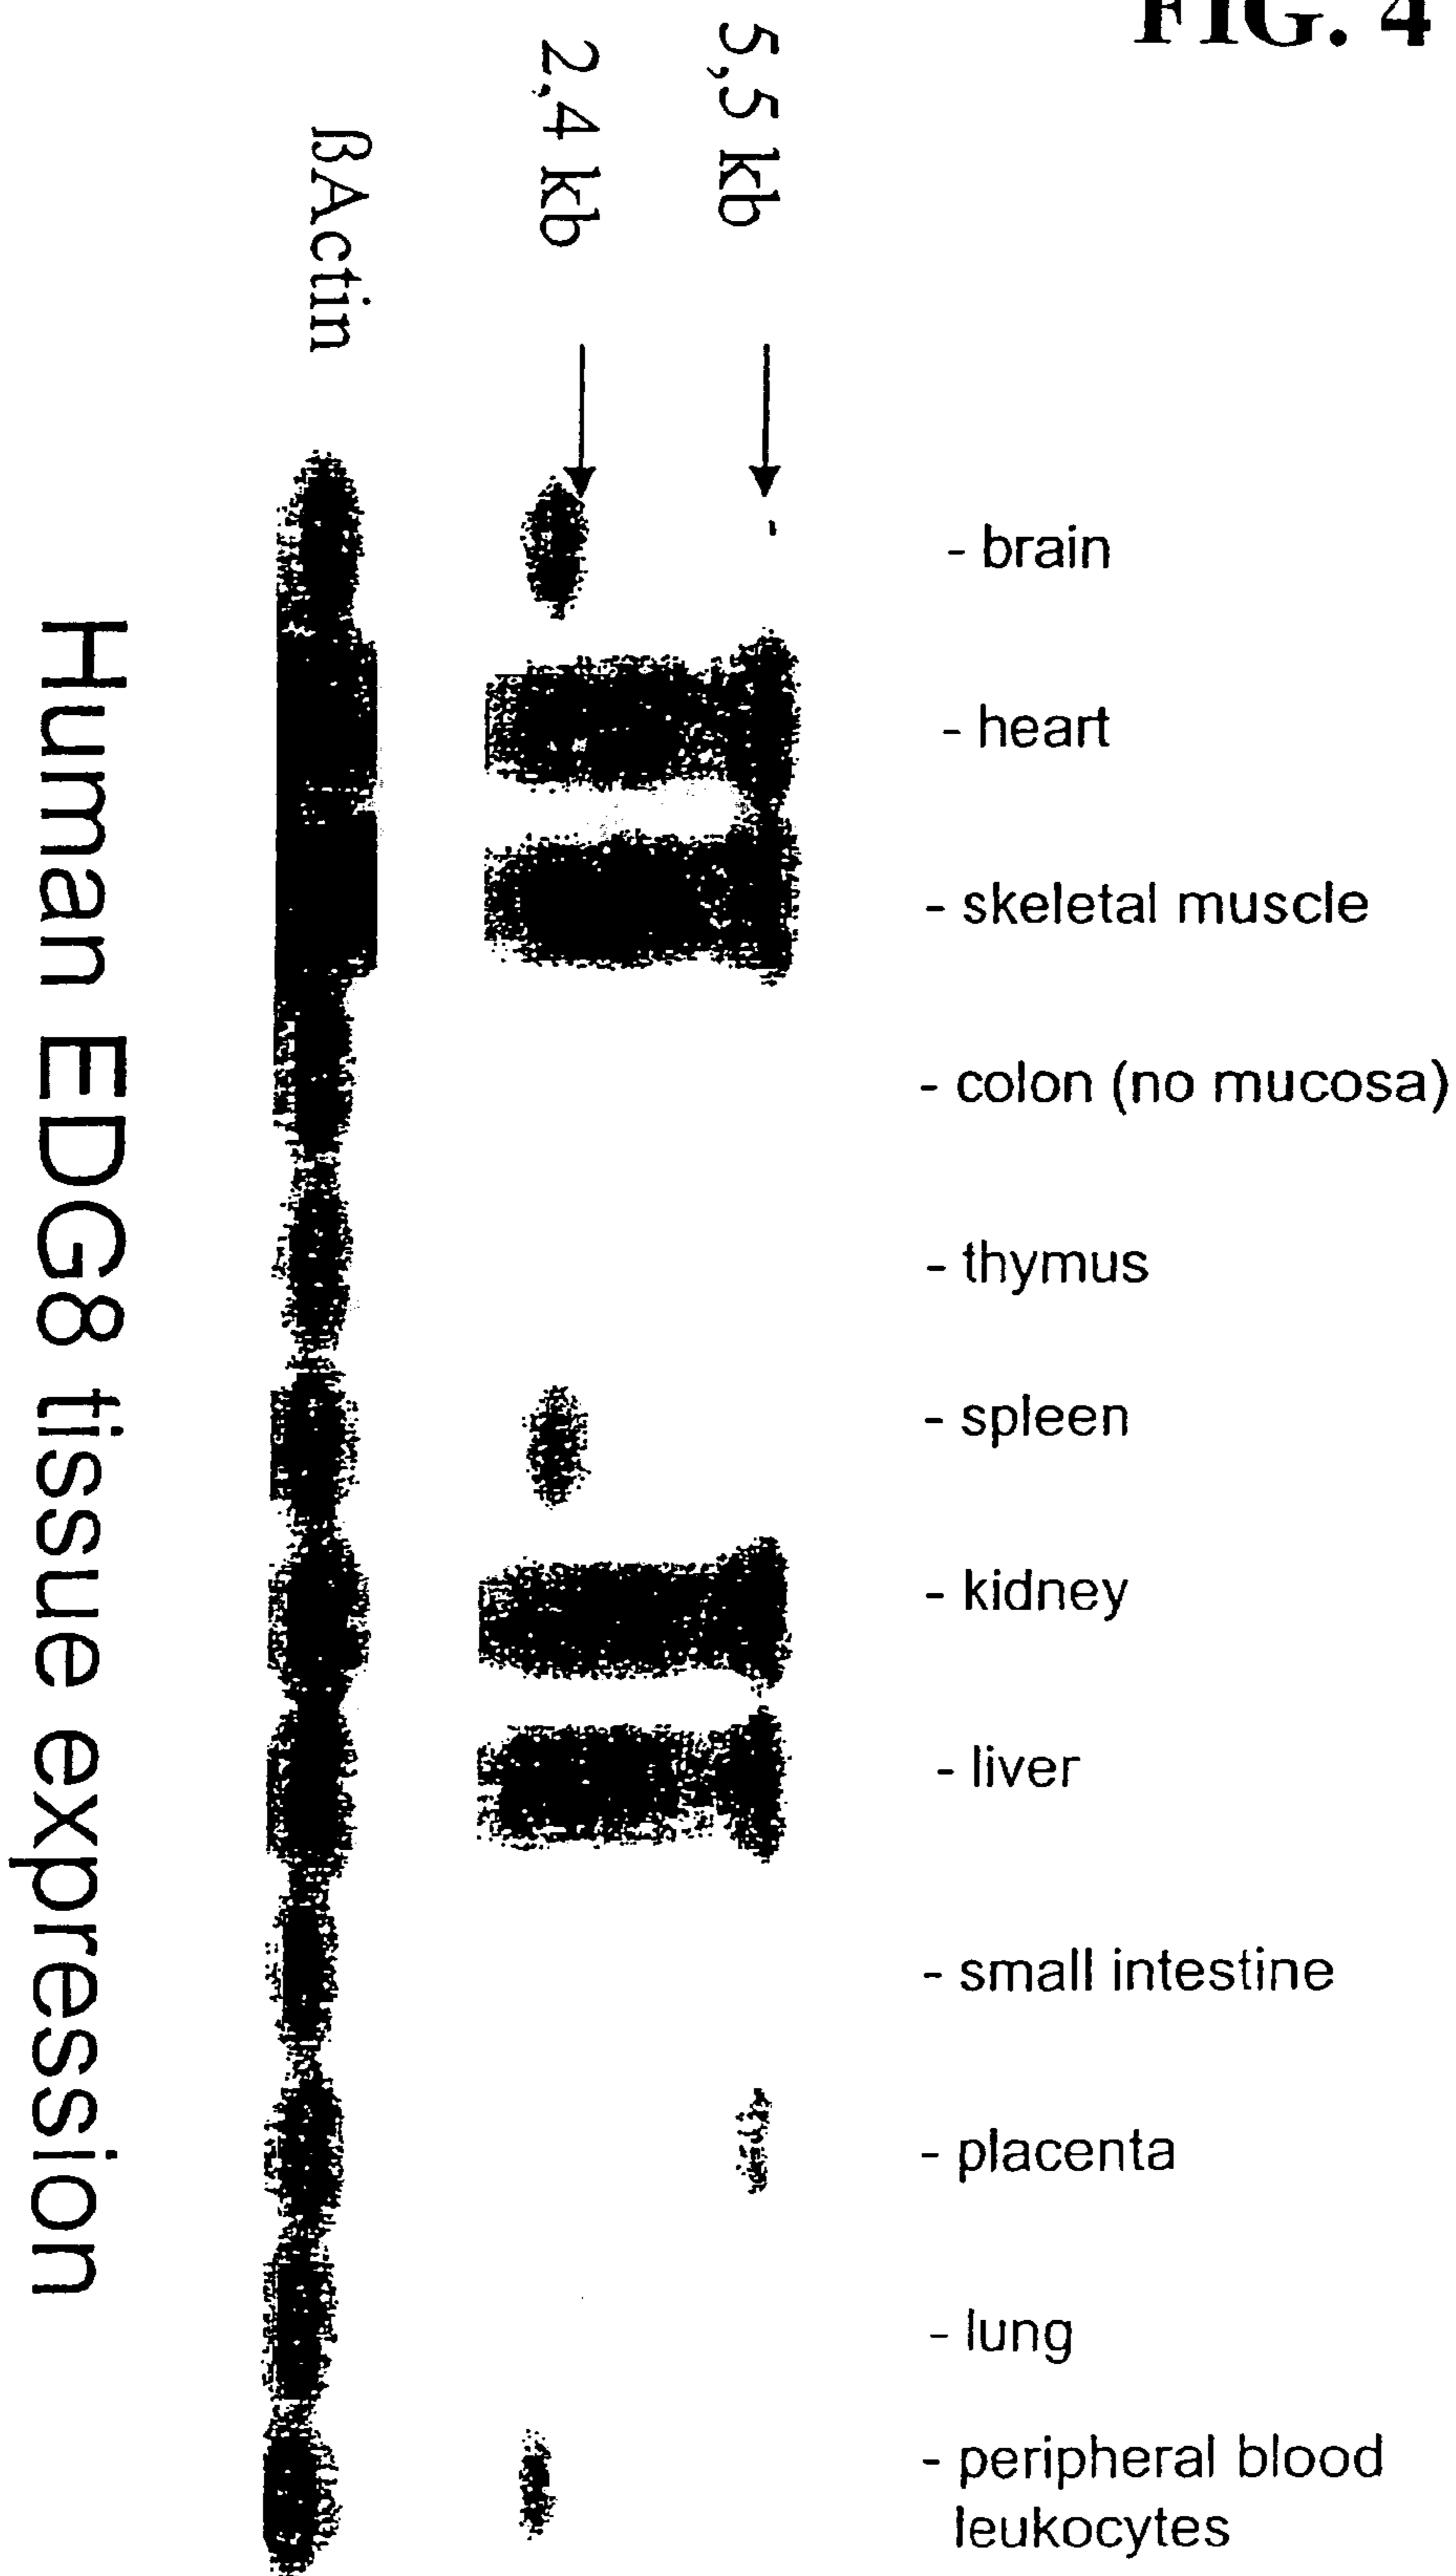 FIG. 4
5,5 kb
2,4 kb
βActin
- brain
- heart
- skeletal muscle
- colon (no mucosa)
- thymus
- spleen
- kidney
- liver
- small intestine
- placenta
- lung
- peripheral blood
leukocytes
Human EDG8 tissue expression